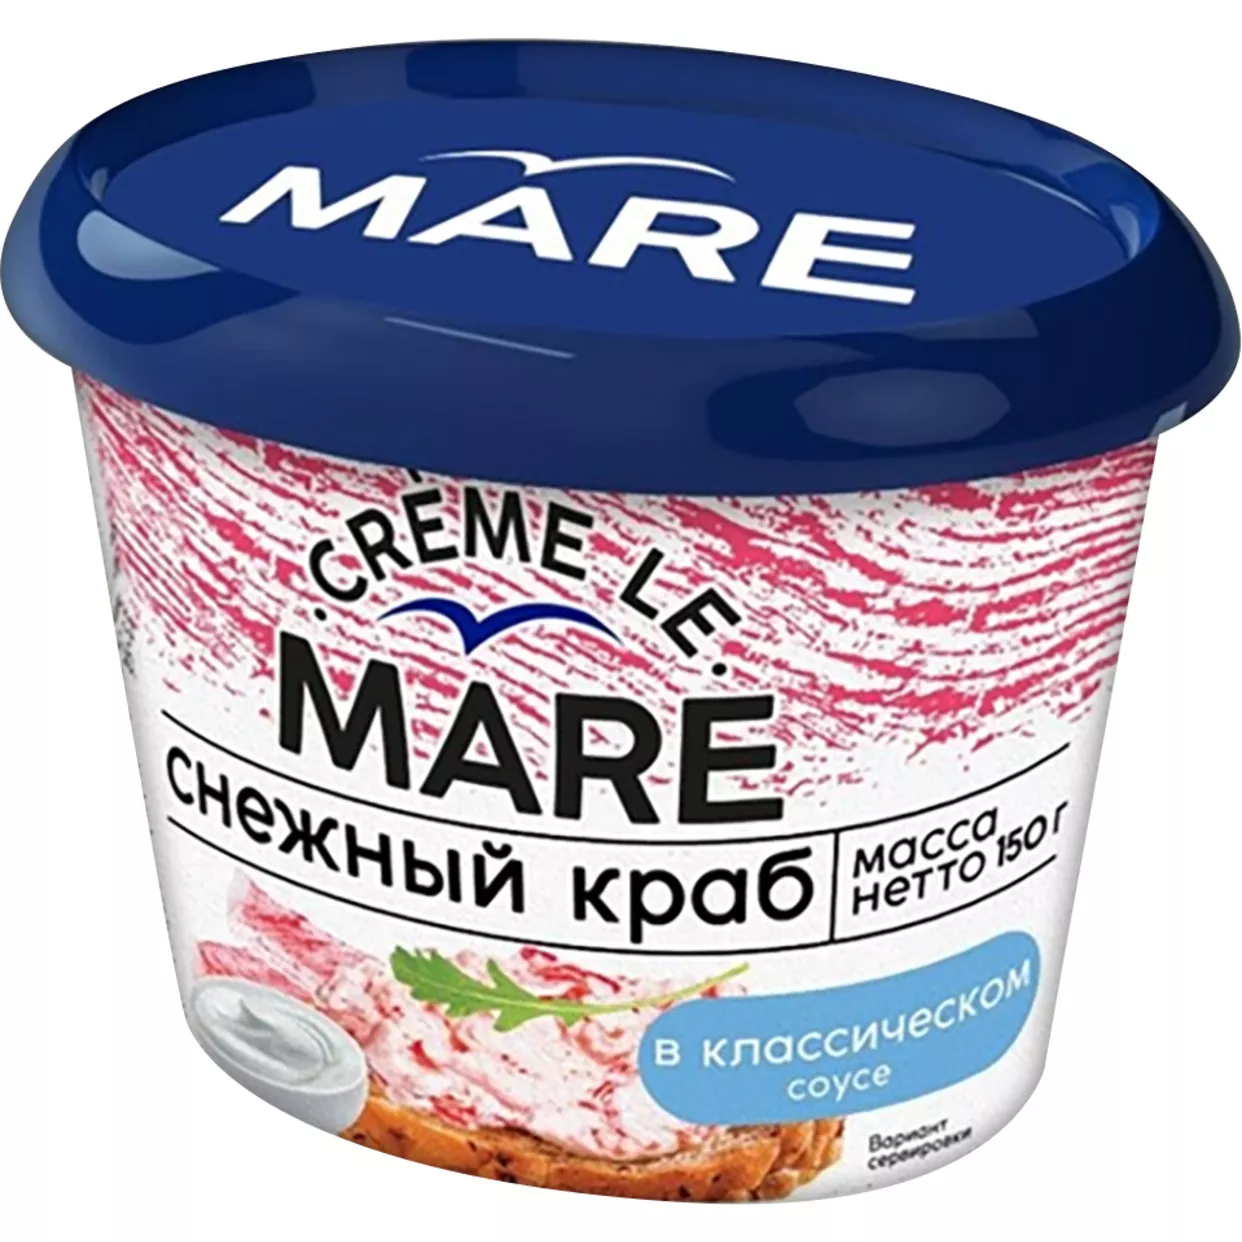 MARE
CRÈME LE
MARE
снежный краб
масса
нетто 150 г
в классическом
соусе
Вариант
сервировки